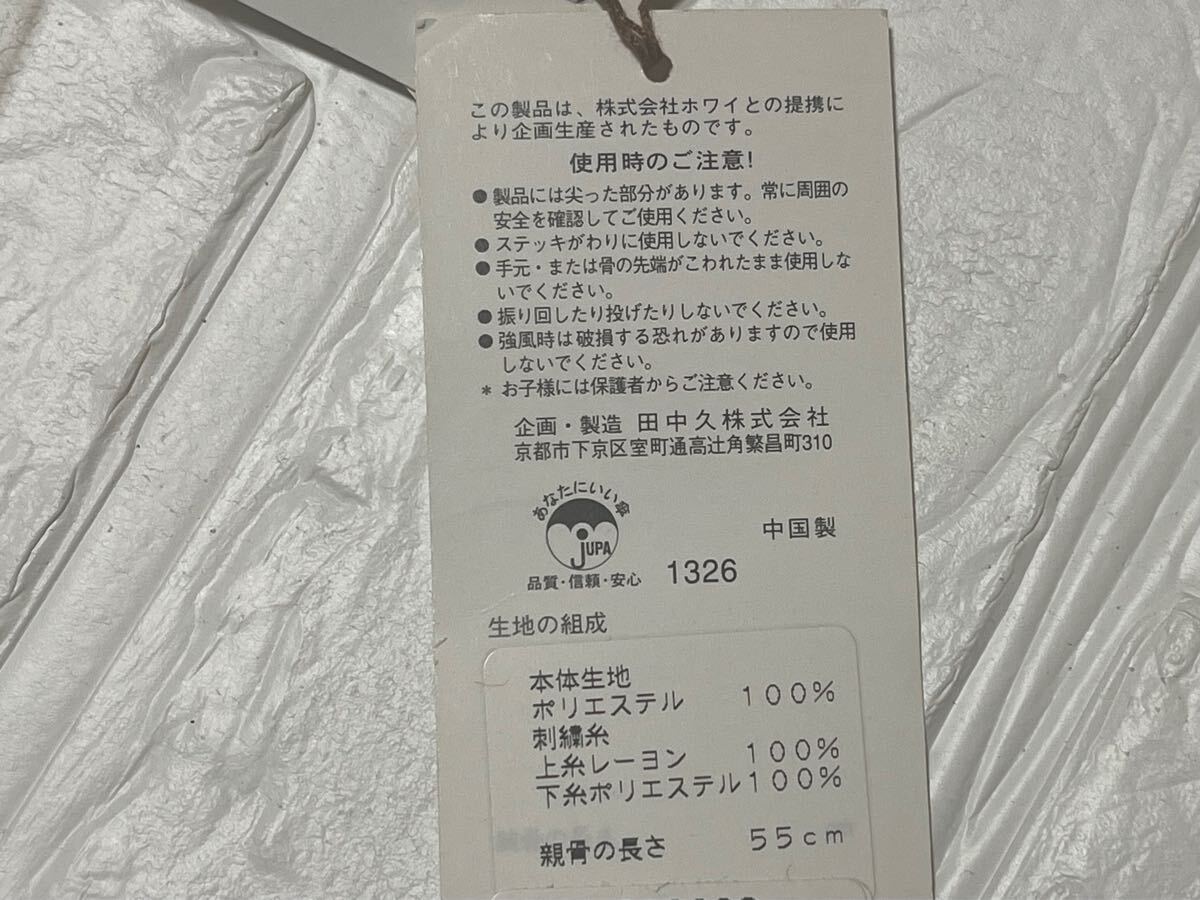 この製品は、株式会社ホワイとの提携に
より企画生産されたものです。
使用時のご注意!
● 製品には尖った部分があります。常に周囲の
安全を確認してご使用ください。
● ステッキがわりに使用しないでください。
● 手元・または骨の先端がこわれたまま使用しな
いでください。
● 振り回したり投げたりしないでください。
● 強風時は破損する恐れがありますので使用
しないでください。
* お子様には保護者からご注意ください。
企画・製造 田中久株式会社
京都市下京区室町通高辻角繁昌町310
あなたにいい傘
JUPA
品質・信頼・安心
1326
中国製
生地の組成
本体生地
ポリエステル 100%
刺繍糸
上糸レーヨン 100%
下糸ポリエステル100%
親骨の長さ 55cm